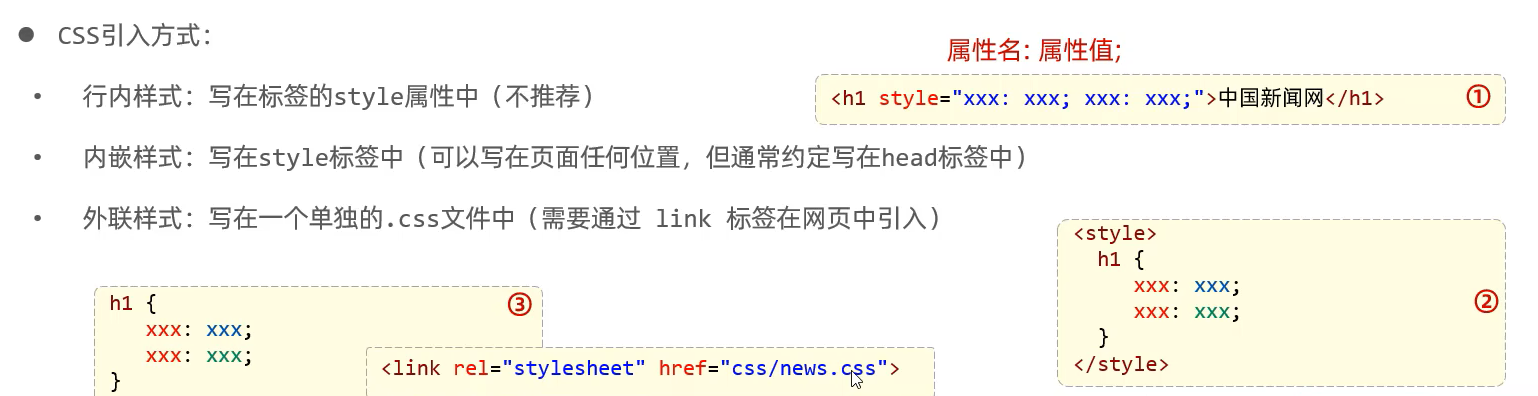 ● CSS引入方式：
属性名：属性值；
• 行内样式：写在标签的style属性中（不推荐）
<h1 style="xxx: xxx; xxx: xxx;">中国新闻网</h1> ①
• 内嵌样式：写在style标签中（可以写在页面任何位置，但通常约定写在head标签中）
• 外联样式：写在一个单独的.css文件中（需要通过 link 标签在网页中引入）
<style>
h1 {
xxx: xxx;
xxx: xxx;
}
</style>
②
h1 {
xxx: xxx;
xxx: xxx;
}
③
<link rel="stylesheet" href="css/news.css">